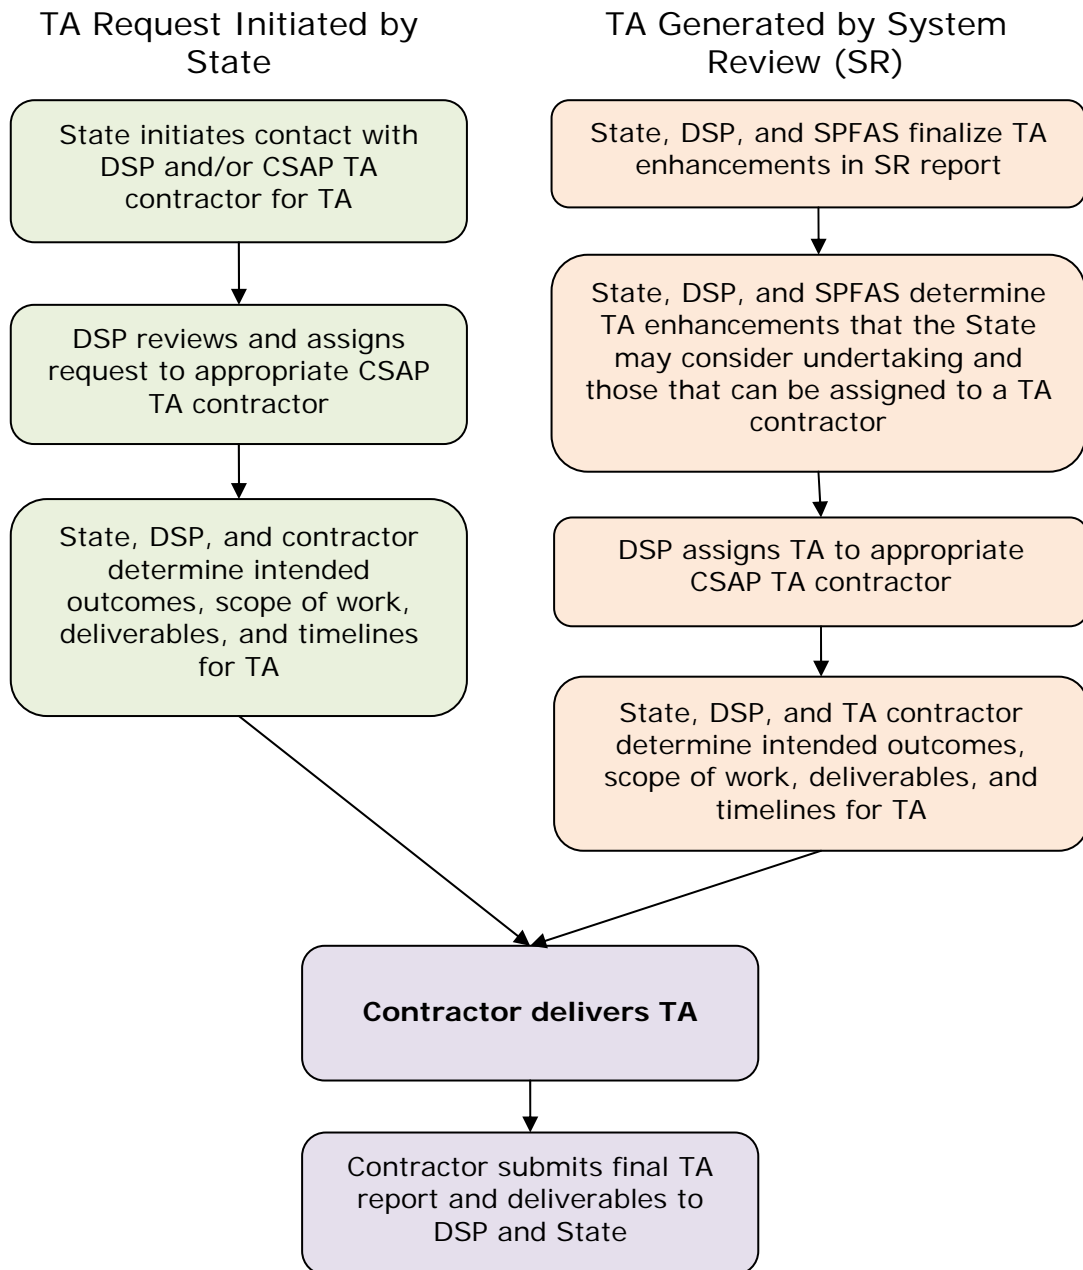 TA Request Initiated by
State
State initiates contact with
DSP and/or CSAP TA
contractor for TA
DSP reviews and assigns
request to appropriate CSAP
TA contractor
State, DSP, and contractor
determine intended
outcomes, scope of work,
deliverables, and timelines
for TA
TA Generated by System
Review (SR)
State, DSP, and SPFAS finalize TA
enhancements in SR report
State, DSP, and SPFAS determine
TA enhancements that the State
may consider undertaking and
those that can be assigned to a TA
contractor
DSP assigns TA to appropriate
CSAP TA contractor
State, DSP, and TA contractor
determine intended outcomes,
scope of work, deliverables, and
timelines for TA
Contractor delivers TA
Contractor submits final TA
report and deliverables to
DSP and State